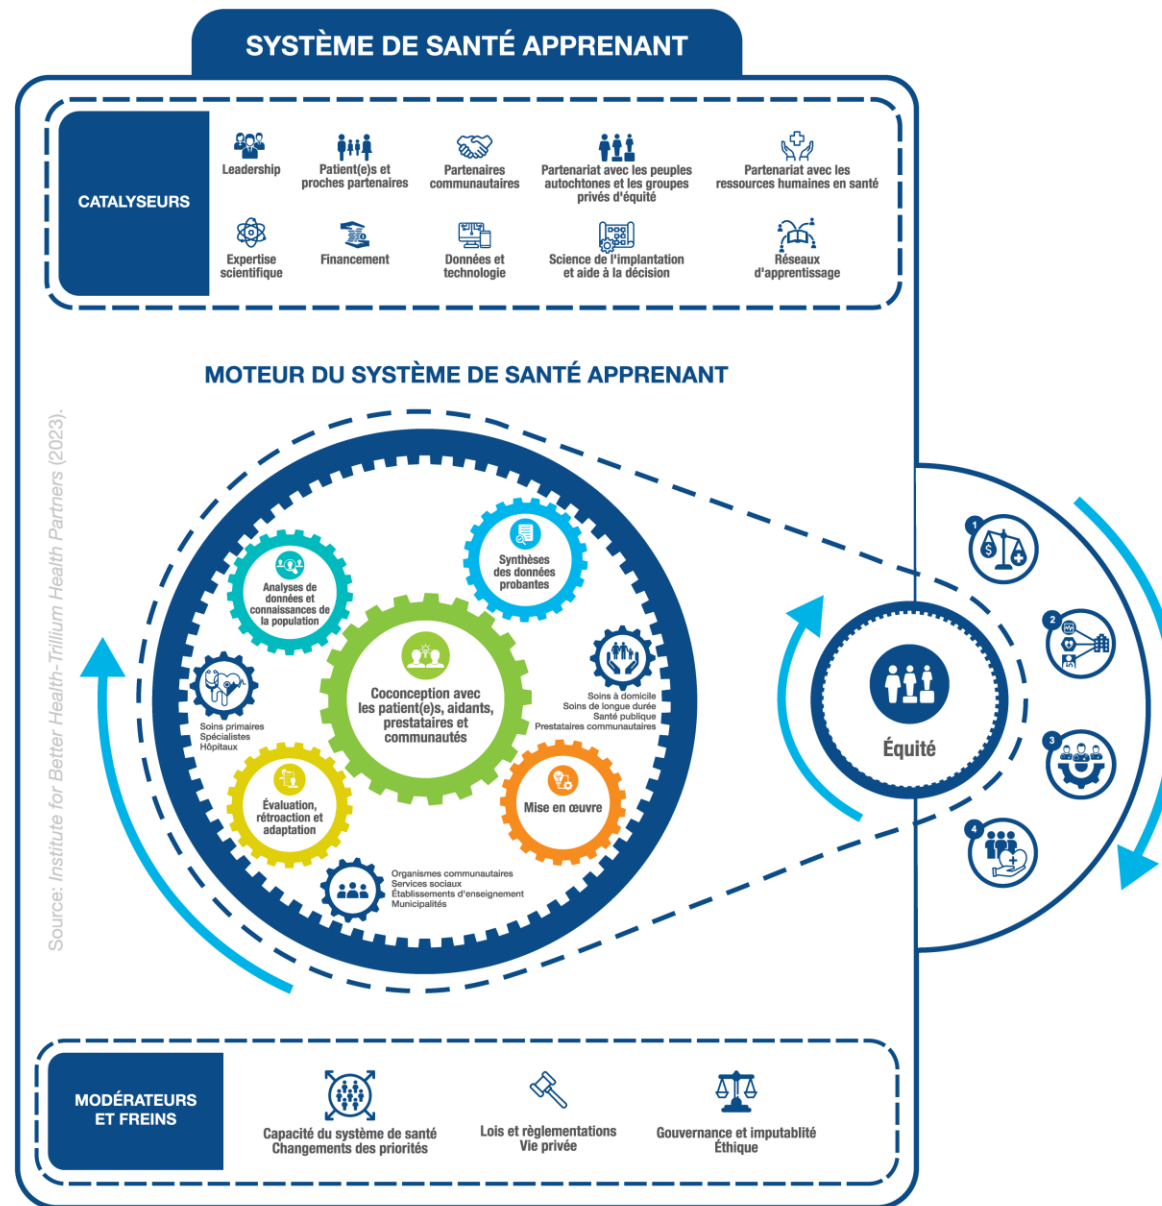 SYSTÈME DE SANTÉ APPRENANT
CATALYSEURS
Leadership
Patient(e)s et
proches partenaires
Partenaires
communautaires
Partenariat avec les peuples
autochtones et les groupes
privés d'équité
Partenariat avec les
ressources humaines en santé
Expertise
scientifique
Financement
Données et
technologie
Science de l'implantation
et aide à la décision
Réseaux
d'apprentissage
MOTEUR DU SYSTÈME DE SANTÉ APPRENANT
Source: Institute for Better Health-Trillium Health Partners (2023).
Analyses de
données et
connaissances de
la population
Synthèses
des données
probantes
Coconception avec
les patient(e)s, aidants,
prestataires et
communautés
Soins primaires
Spécialistes
Hôpitaux
Soins à domicile
Soins de longue durée
Santé publique
Prestataires communautaires
Évaluation,
rétroaction et
adaptation
Mise en œuvre
Organismes communautaires
Services sociaux
Établissements d'enseignement
Municipalités
Équité
1
$
2
3
4
MODÉRATEURS
ET FREINS
Capacité du système de santé
Changements des priorités
Lois et règlementations
Vie privée
Gouvernance et imputablité
Éthique